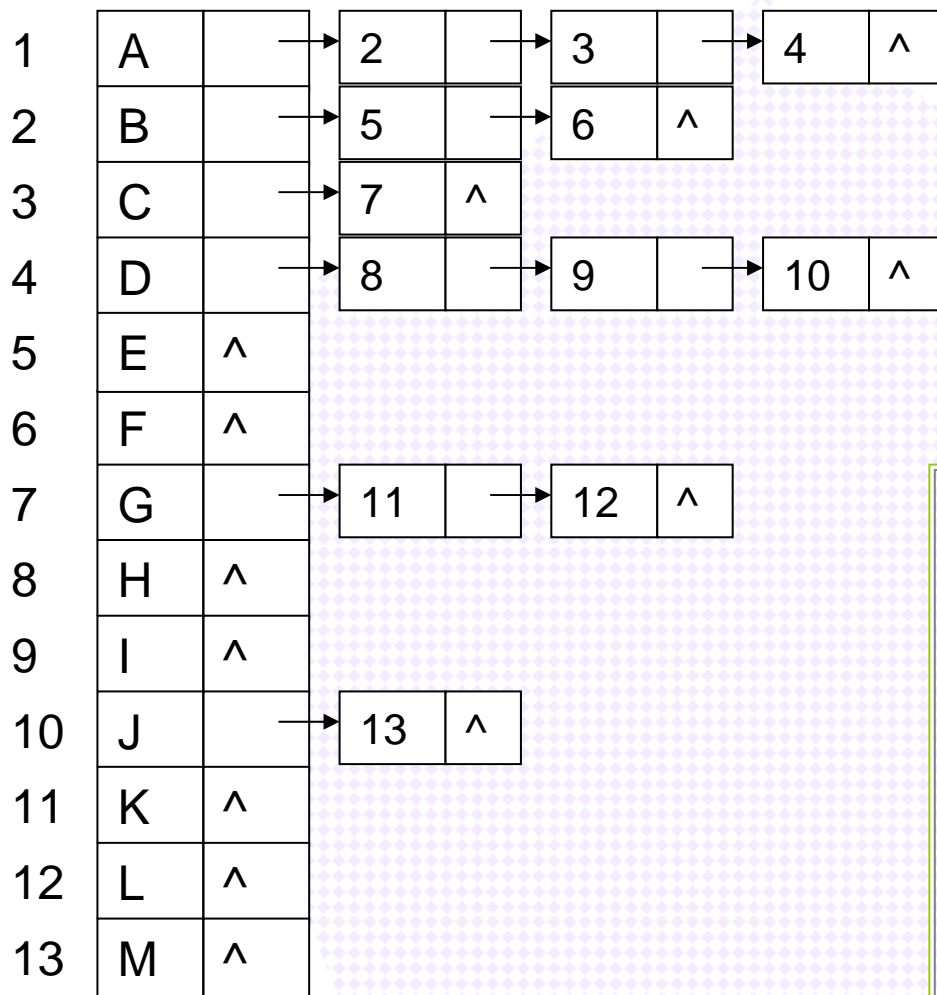 1 A 2 3 4 ^
2 B 5 6 ^
3 C 7 ^
4 D 8 9 10 ^
5 E ^
6 F ^
7 G 11 12 ^
8 H ^
9 I ^
10 J 13 ^
11 K ^
12 L ^
13 M ^